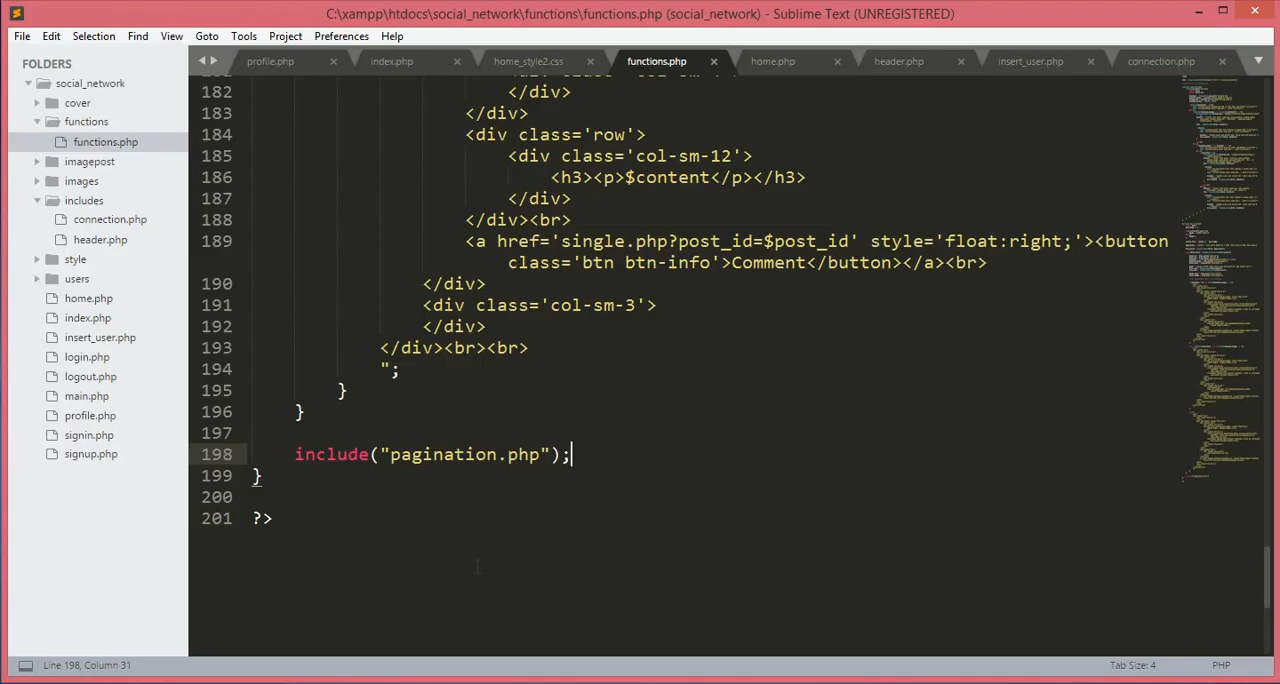 C:\xampp\htdocs\social_network\functions\functions.php (social_network) - Sublime Text (UNREGISTERED)
File Edit Selection Find View Goto Tools Project Preferences Help
FOLDERS
social_network
cover
functions
functions.php
imagepost
images
includes
connection.php
header.php
style
users
home.php
index.php
insert_user.php
login.php
logout.php
main.php
profile.php
signin.php
signup.php
profile.php index.php home_style2.css functions.php home.php header.php insert_user.php connection.php
182 </div>
183 </div>
184 <div class='row'>
185 <div class='col-sm-12'>
186 <h3><p>$content</p></h3>
187 </div>
188 </div><br>
189 <a href='single.php?post_id=$post_id' style='float:right;'><button
class='btn btn-info'>Comment</button></a><br>
190 </div>
191 <div class='col-sm-3'>
192 </div>
193 </div><br><br>
194 ";
195 }
196 }
197
198 include("pagination.php");
199 }
200
201 ?>
Line 198, Column 31 Tab Size: 4 PHP